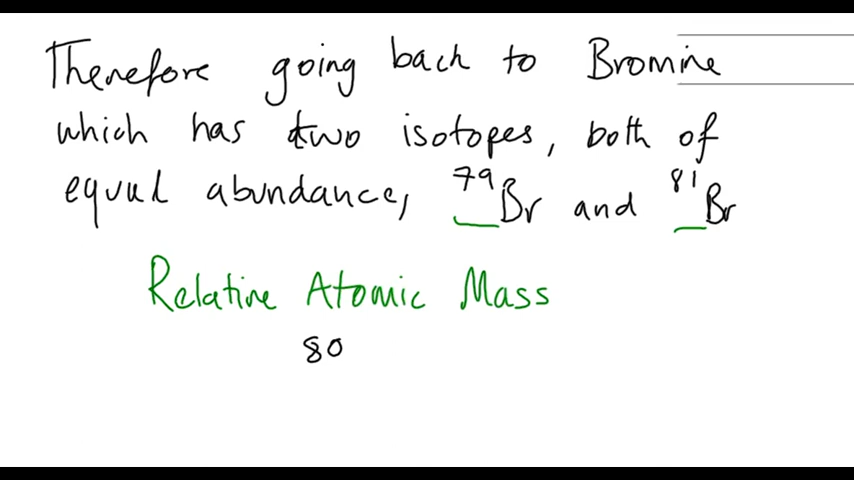 Therefore going back to Bromine
which has two isotopes, both of
equal abundance, ⁷⁹Br and ⁸¹Br
Relative Atomic Mass
80